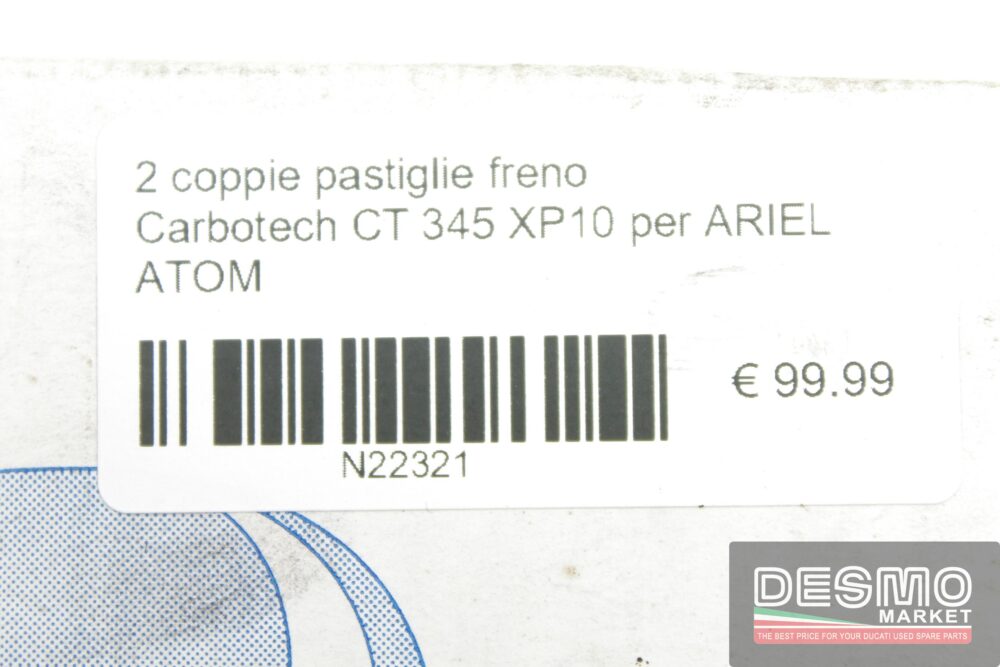 2 coppie pastiglie freno
Carbotech CT 345 XP10 per ARIEL
ATOM
€ 99.99
N22321
DESMO
MARKET
THE BEST PRICE FOR YOUR DUCATI USED SPARE PARTS